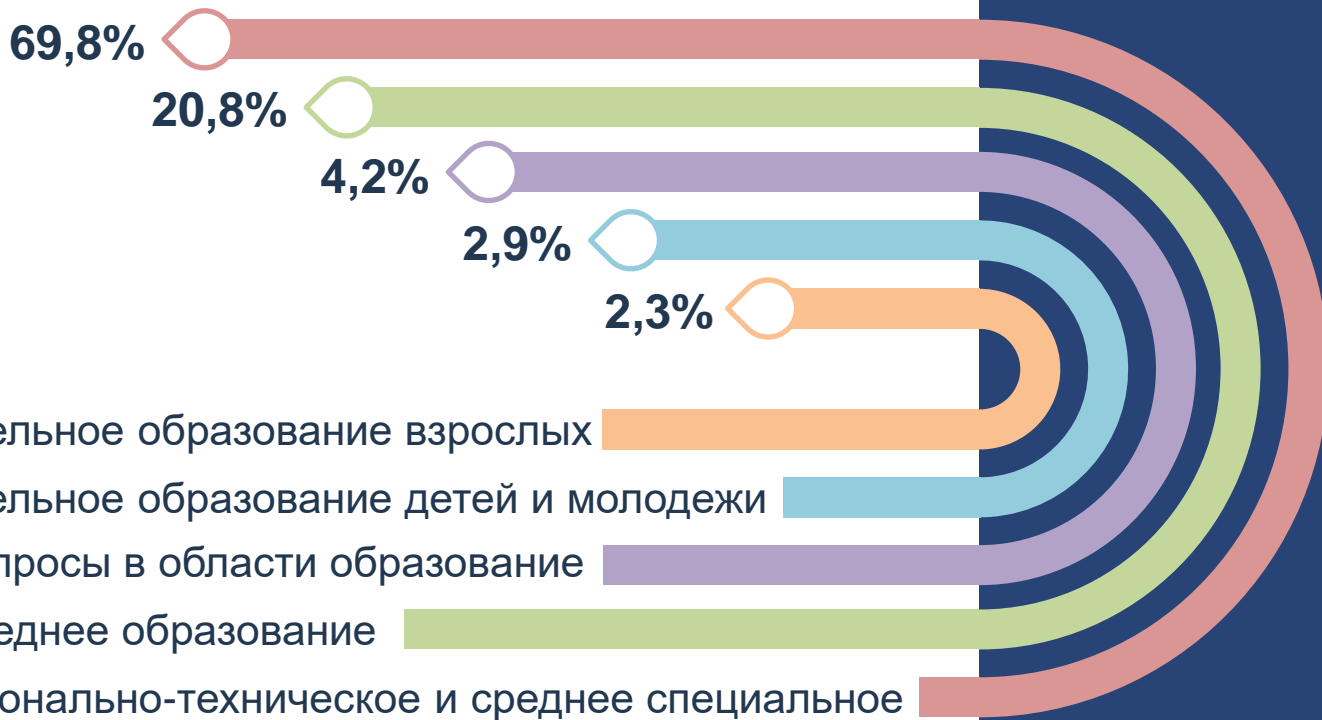 69,8%
20,8%
4,2%
2,9%
2,3%
ельное образование взрослых
ельное образование детей и молодежи
просы в области образование
еднее образование
онально-техническое и среднее специальное